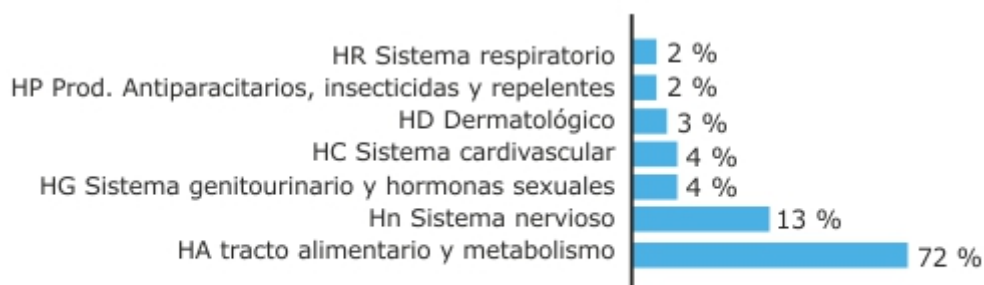 HR Sistema respiratorio 2 %
HP Prod. Antiparacitarios, insecticidas y repelentes 2 %
HD Dermatológico 3 %
HC Sistema cardivascular 4 %
HG Sistema genitourinario y hormonas sexuales 4 %
Hn Sistema nervioso 13 %
HA tracto alimentario y metabolismo 72 %